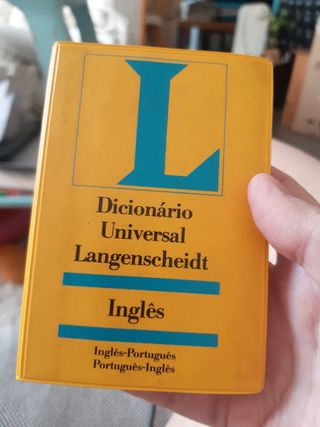 L
Dicionário
Universal
Langenscheidt
Inglês
Inglês-Português
Português-Inglês